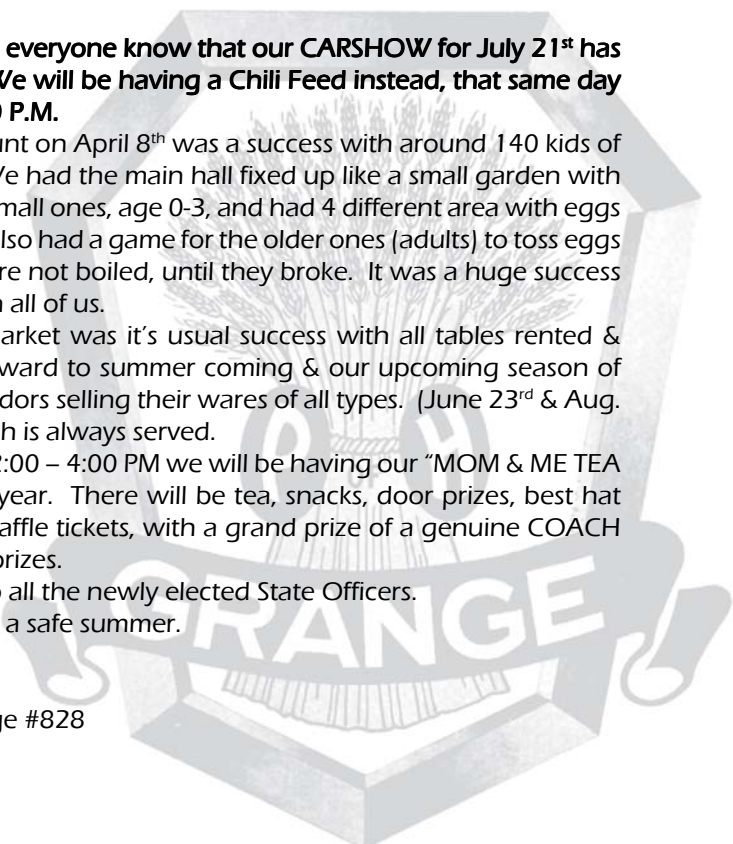 everyone know that our CARSHOW for July 21st has
We will be having a Chili Feed instead, that same day
P.M.
unt on April 8th was a success with around 140 kids of
We had the main hall fixed up like a small garden with
mall ones, age 0-3, and had 4 different area with eggs
lso had a game for the older ones (adults) to toss eggs
re not boiled, until they broke. It was a huge success
all of us.
arket was it's usual success with all tables rented &
ward to summer coming & our upcoming season of
dors selling their wares of all types. (June 23rd & Aug.
h is always served.
2:00 – 4:00 PM we will be having our "MOM & ME TEA
year. There will be tea, snacks, door prizes, best hat
affle tickets, with a grand prize of a genuine COACH
prizes.
all the newly elected State Officers.
a safe summer.
ge #828
P OF H
GRANGE